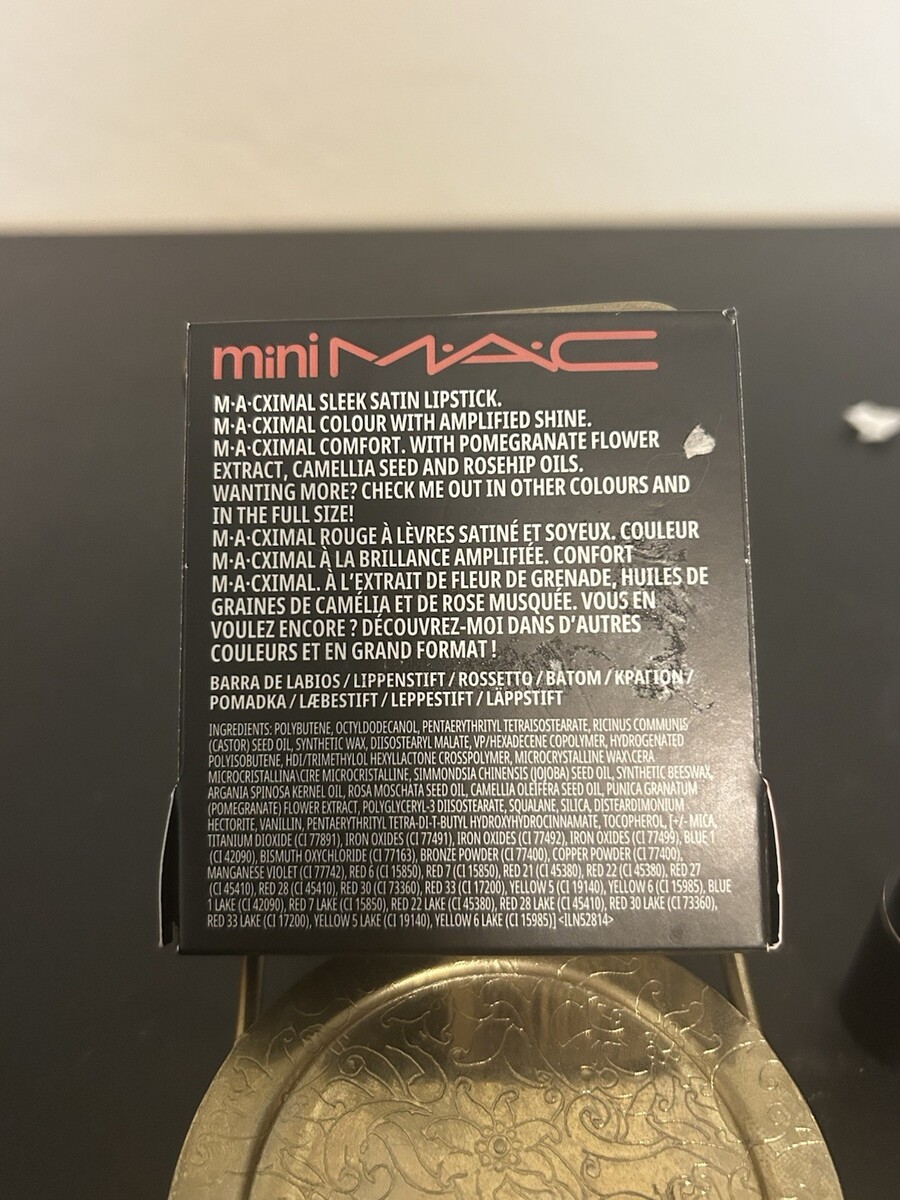 mini M·A·C
M·A·CXIMAL SLEEK SATIN LIPSTICK.
M·A·CXIMAL COLOUR WITH AMPLIFIED SHINE.
M·A·CXIMAL COMFORT. WITH POMEGRANATE FLOWER
EXTRACT, CAMELLIA SEED AND ROSEHIP OILS.
WANTING MORE? CHECK ME OUT IN OTHER COLOURS AND
IN THE FULL SIZE!
M·A·CXIMAL ROUGE À LÈVRES SATINÉ ET SOYEUX. COULEUR
M·A·CXIMAL À LA BRILLANCE AMPLIFIÉE. CONFORT
M·A·CXIMAL. À L'EXTRAIT DE FLEUR DE GRENADE, HUILES DE
GRAINES DE CAMÉLIA ET DE ROSE MUSQUÉE. VOUS EN
VOULEZ ENCORE ? DÉCOUVREZ-MOI DANS D'AUTRES
COULEURS ET EN GRAND FORMAT !
BARRA DE LABIOS / LIPPENSTIFT / ROSSETTO / BATOM / ΚΡΑΓΙΟΝ /
POMADKA / LÆBESTIFT / LEPPESTIFT / LÄPPSTIFT
INGREDIENTS: POLYBUTENE, OCTYLDODECANOL, PENTAERYTHRITYL TETRAISOSTEARATE, RICINUS COMMUNIS
(CASTOR) SEED OIL, SYNTHETIC WAX, DIISOSTEARYL MALATE, VP/HEXADECENE COPOLYMER, HYDROGENATED
POLYISOBUTENE, HDI/TRIMETHYLOL HEXYLLACTONE CROSSPOLYMER, MICROCRYSTALLINE WAX\CERA
MICROCRISTALLINA\CIRE MICROCRISTALLINE, SIMMONDSIA CHINENSIS (JOJOBA) SEED OIL, SYNTHETIC BEESWAX,
ARGANIA SPINOSA KERNEL OIL, ROSA MOSCHATA SEED OIL, CAMELLIA OLEIFERA SEED OIL, PUNICA GRANATUM
(POMEGRANATE) FLOWER EXTRACT, POLYGLYCERYL-3 DIISOSTEARATE, SQUALANE, SILICA, DISTEARDIMONIUM
HECTORITE, VANILLIN, PENTAERYTHRITYL TETRA-DI-T-BUTYL HYDROXYHYDROCINNAMATE, TOCOPHEROL, [+/- MICA,
TITANIUM DIOXIDE (CI 77891), IRON OXIDES (CI 77491), IRON OXIDES (CI 77492), IRON OXIDES (CI 77499), BLUE 1
(CI 42090), BISMUTH OXYCHLORIDE (CI 77163), BRONZE POWDER (CI 77400), COPPER POWDER (CI 77400),
MANGANESE VIOLET (CI 77742), RED 6 (CI 15850), RED 7 (CI 15850), RED 21 (CI 45380), RED 22 (CI 45380), RED 27
(CI 45410), RED 28 (CI 45410), RED 30 (CI 73360), RED 33 (CI 17200), YELLOW 5 (CI 19140), YELLOW 6 (CI 15985), BLUE
1 LAKE (CI 42090), RED 7 LAKE (CI 15850), RED 22 LAKE (CI 45380), RED 28 LAKE (CI 45410), RED 30 LAKE (CI 73360),
RED 33 LAKE (CI 17200), YELLOW 5 LAKE (CI 19140), YELLOW 6 LAKE (CI 15985)] <ILN52814>